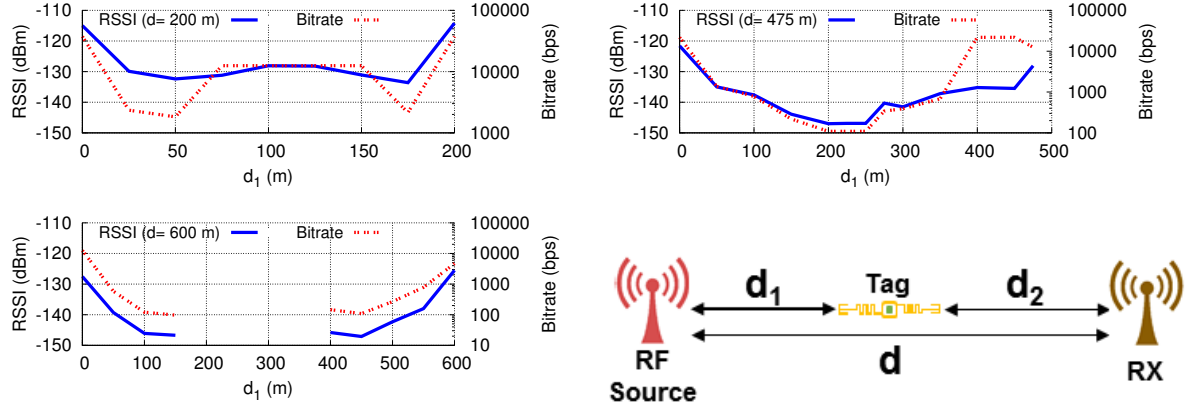 RSSI (d= 200 m) Bitrate
RSSI (dBm)
-110
-120
-130
-140
-150
0 50 100 150 200
d1 (m)
100000
10000
1000
Bitrate (bps)
RSSI (d= 475 m) Bitrate
RSSI (dBm)
-110
-120
-130
-140
-150
0 100 200 300 400 500
d1 (m)
100000
10000
1000
100
Bitrate (bps)
RSSI (d= 600 m) Bitrate
RSSI (dBm)
-110
-120
-130
-140
-150
0 100 200 300 400 500 600
d1 (m)
100000
10000
1000
100
10
Bitrate (bps)
d1 Tag d2
d
RF
Source
RX